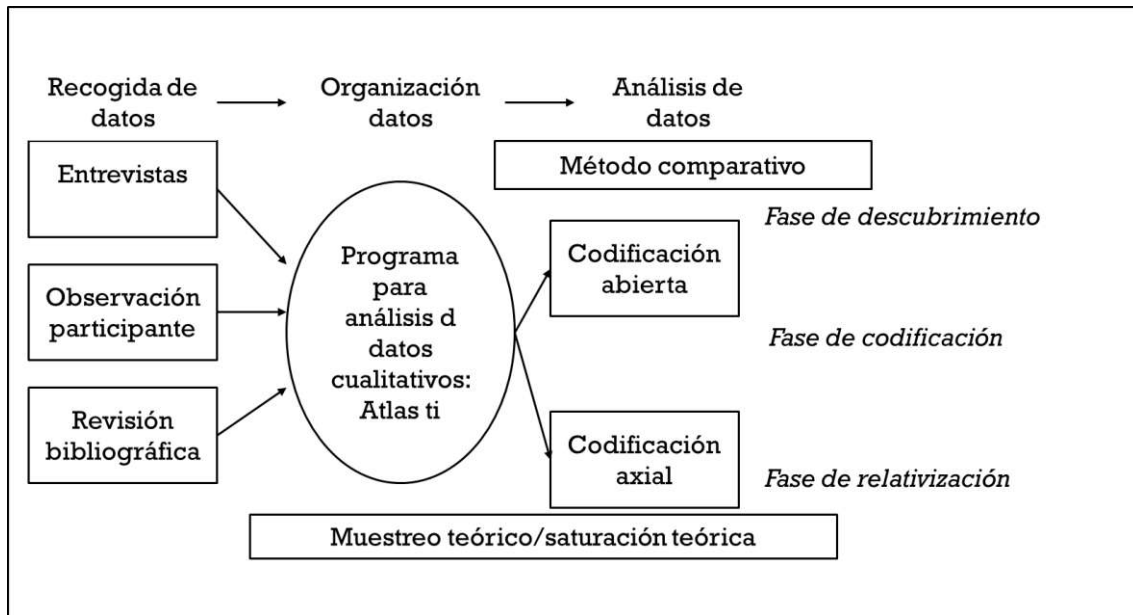 Recogida de
datos
Organización
datos
Análisis de
datos
Entrevistas
Observación
participante
Revisión
bibliográfica
Programa
para
análisis d
datos
cualitativos:
Atlas ti
Método comparativo
Codificación
abierta
Codificación
axial
Fase de descubrimiento
Fase de codificación
Fase de relativización
Muestreo teórico/saturación teórica